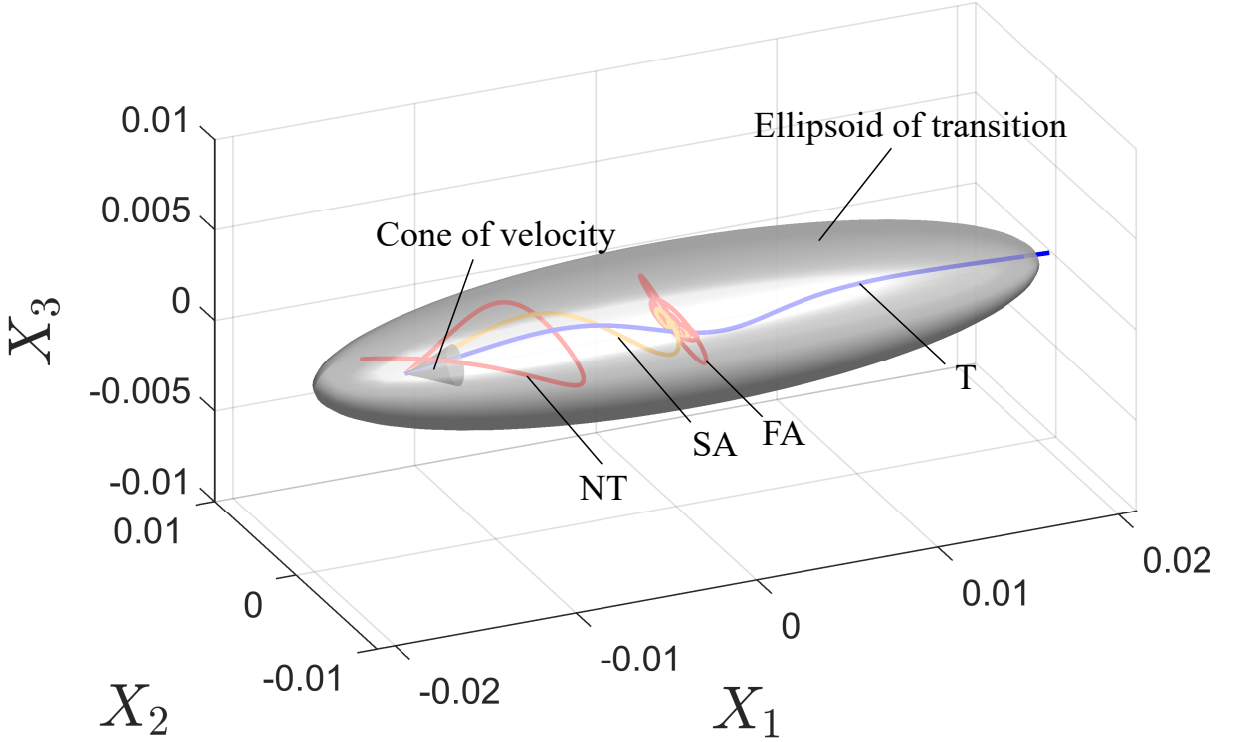 Ellipsoid of transition
Cone of velocity
T
FA
SA
NT
X3
0.01
0.005
0
-0.005
-0.01
X2
0.01
0
-0.01
X1
-0.02
-0.01
0
0.01
0.02